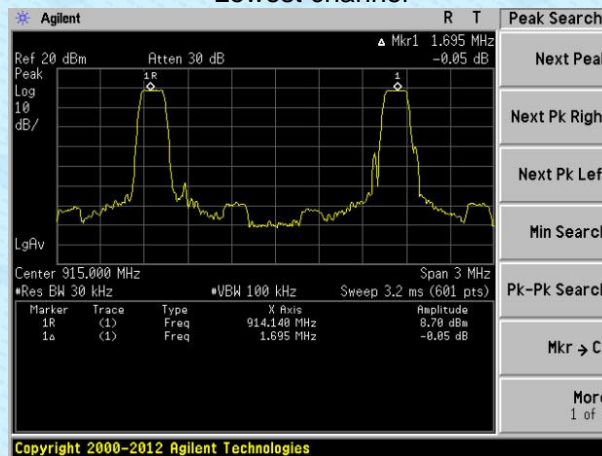 Lowest channel
Agilent R T Peak Search
Δ Mkr1 1.695 MHz
Ref 20 dBm Atten 30 dB -0.05 dB
Peak
Log
10
dB/
1R
1
LgAv
Center 915.000 MHz Span 3 MHz
#Res BW 30 kHz #VBW 100 kHz Sweep 3.2 ms (601 pts)
Marker Trace Type X Axis Amplitude
1R (1) Freq 914.140 MHz 8.70 dBm
1Δ (1) Freq 1.695 MHz -0.05 dB
Next Peak
Next Pk Righ
Next Pk Lef
Min Search
Pk-Pk Search
Mkr → C
More
1 of
Copyright 2000-2012 Agilent Technologies